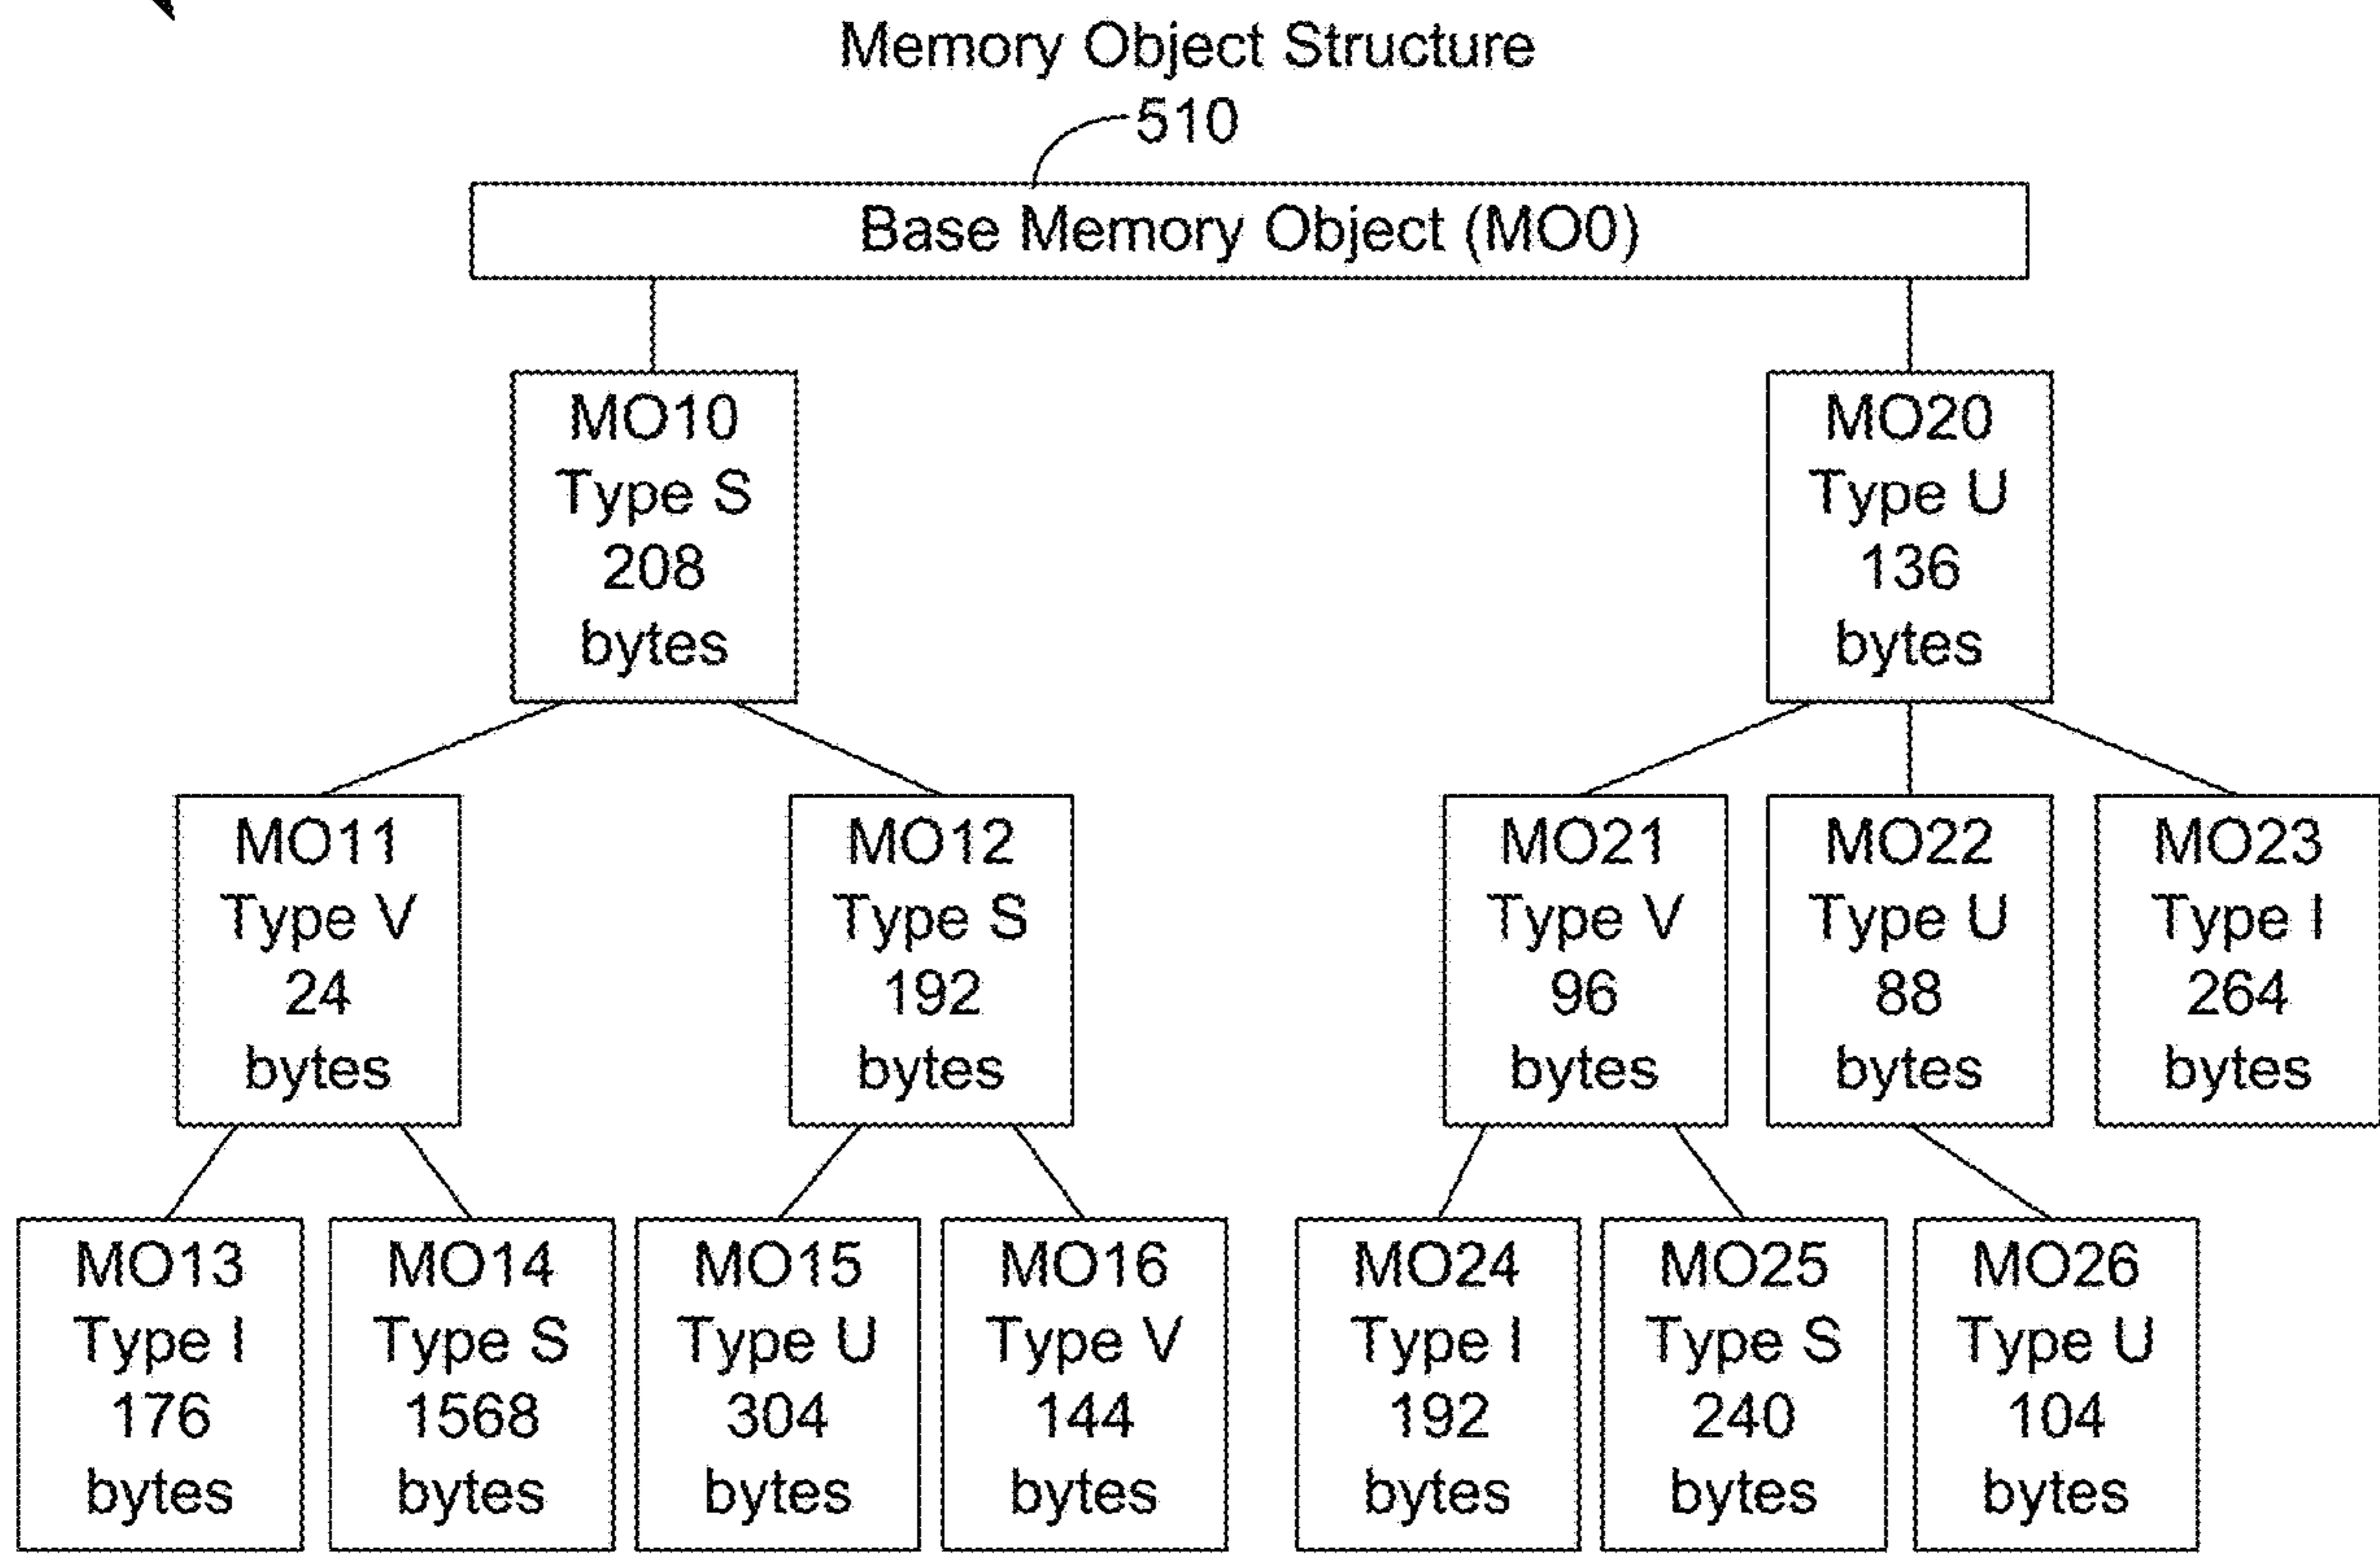 Memory Object Structure
510
Base Memory Object (MO0)
MO10
Type S
208
bytes
MO20
Type U
136
bytes
MO11
Type V
24
bytes
MO12
Type S
192
bytes
MO21
Type V
96
bytes
MO22
Type U
88
bytes
MO23
Type I
264
bytes
MO13
Type I
176
bytes
MO14
Type S
1568
bytes
MO15
Type U
304
bytes
MO16
Type V
144
bytes
MO24
Type I
192
bytes
MO25
Type S
240
bytes
MO26
Type U
104
bytes